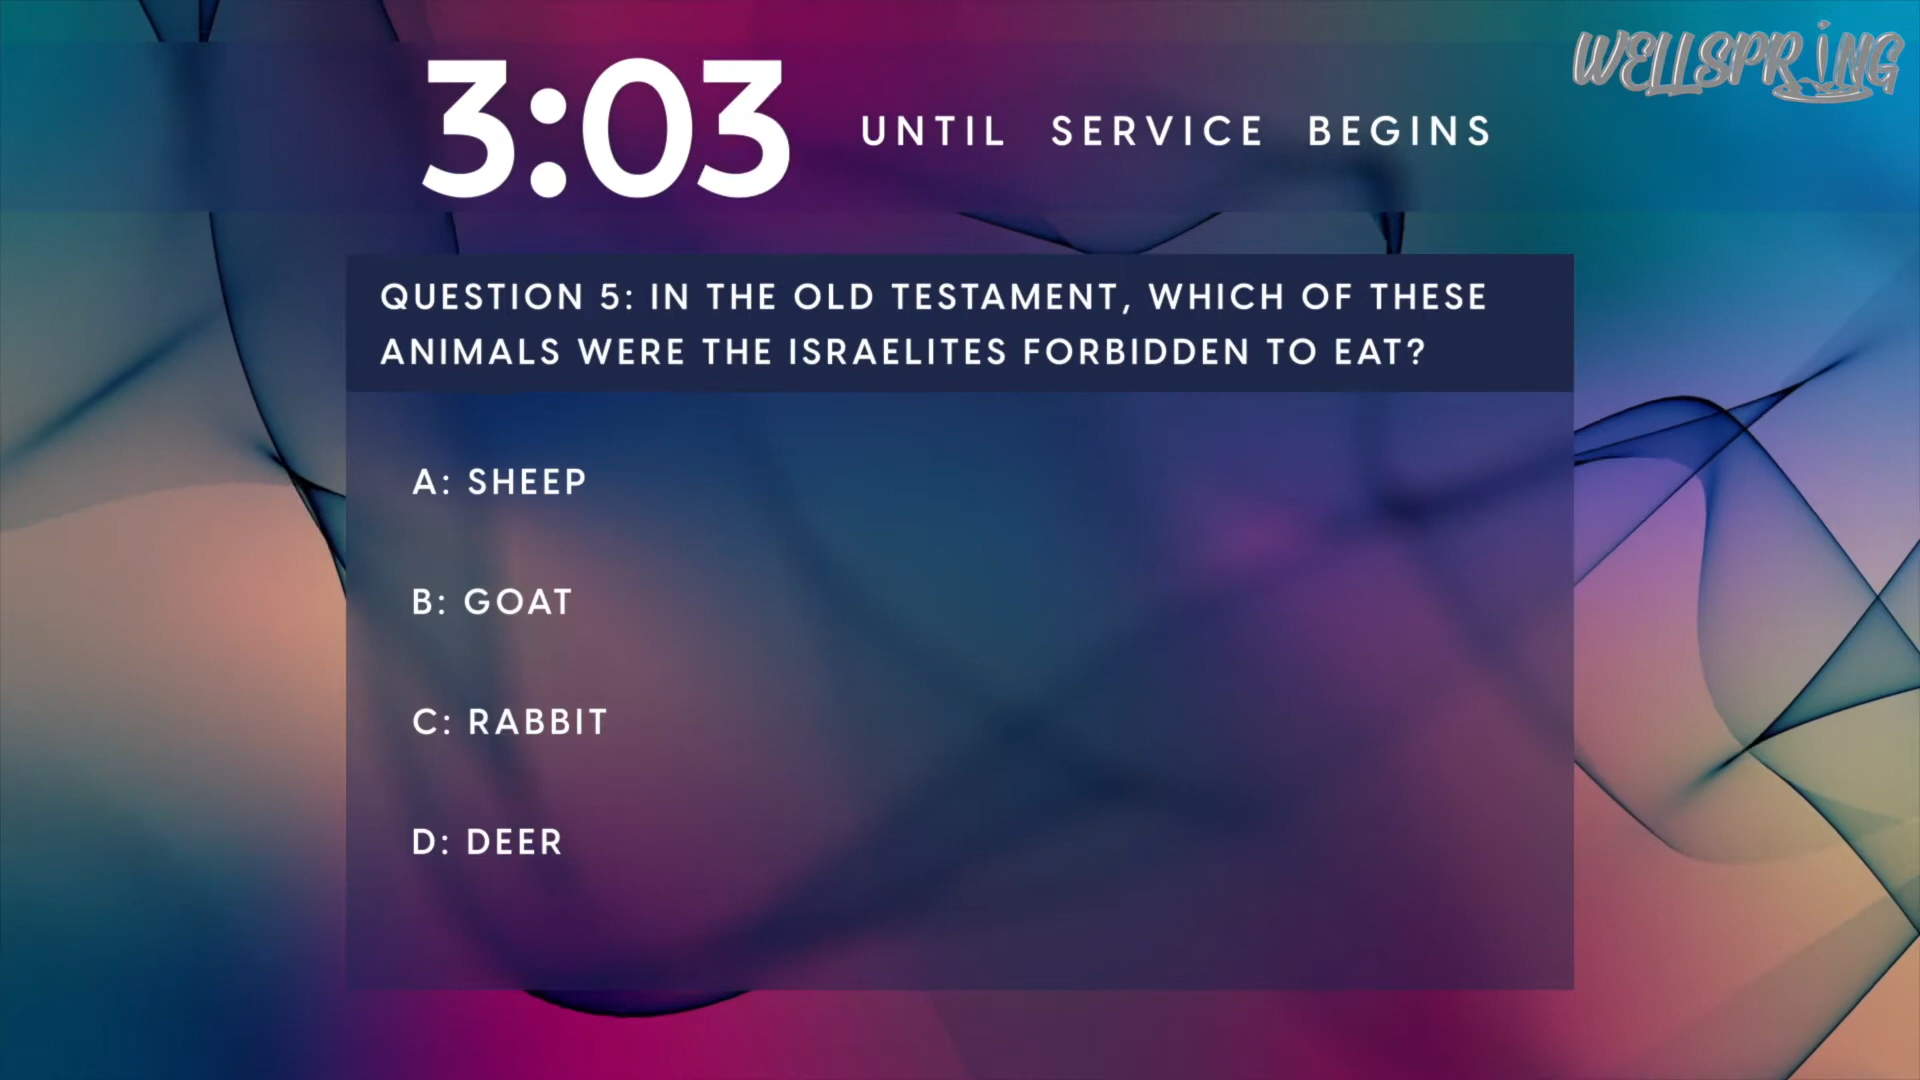 WELLSPRING
3:03 UNTIL SERVICE BEGINS
QUESTION 5: IN THE OLD TESTAMENT, WHICH OF THESE
ANIMALS WERE THE ISRAELITES FORBIDDEN TO EAT?
A: SHEEP
B: GOAT
C: RABBIT
D: DEER